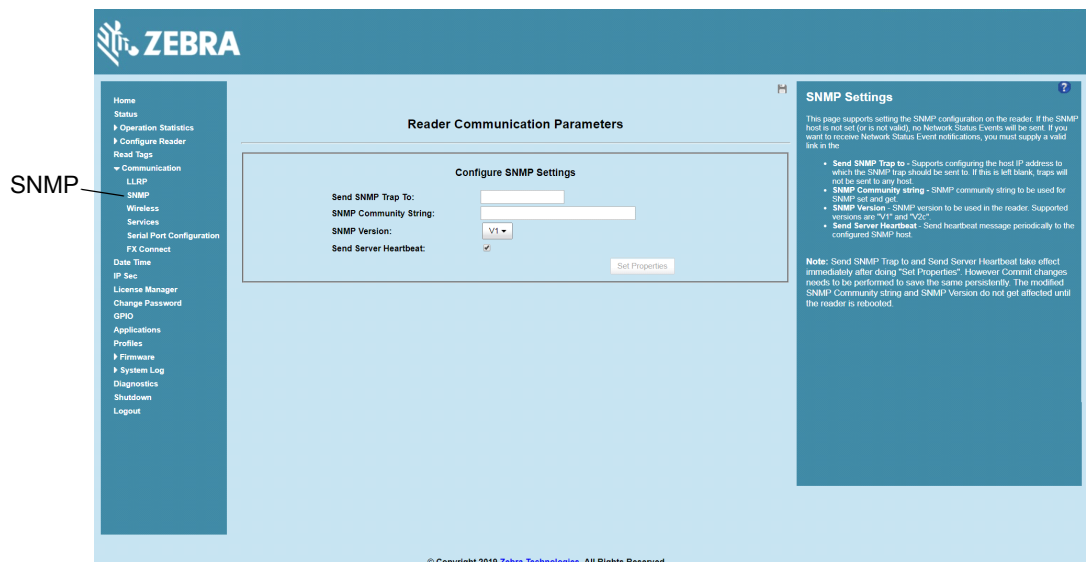 ZEBRA
SNMP
Home
Status
Operation Statistics
Configure Reader
Read Tags
Communication
LLRP
SNMP
Wireless
Services
Serial Port Configuration
FX Connect
Date Time
IP Sec
License Manager
Change Password
GPIO
Applications
Profiles
Firmware
System Log
Diagnostics
Shutdown
Logout
Reader Communication Parameters
Configure SNMP Settings
Send SNMP Trap To:
SNMP Community String:
SNMP Version:
V1
Send Server Heartbeat:
Set Properties
?
SNMP Settings
This page supports setting the SNMP configuration on the reader. If the SNMP
host is not set (or is not valid), no Network Status Events will be sent. If you
want to receive Network Status Event notifications, you must supply a valid
link in the
• Send SNMP Trap to - Supports configuring the host IP address to
which the SNMP trap should be sent to. If this is left blank, traps will
not be sent to any host.
• SNMP Community string - SNMP community string to be used for
SNMP set and get.
• SNMP Version - SNMP version to be used in the reader. Supported
versions are "V1" and "V2c".
• Send Server Heartbeat - Send heartbeat message periodically to the
configured SNMP host.
Note: Send SNMP Trap to and Send Server Heartbeat take effect
immediately after doing "Set Properties". However Commit changes
needs to be performed to save the same persistently. The modified
SNMP Community string and SNMP Version do not get affected until
the reader is rebooted.
© Copyright 2019 Zebra Technologies. All Rights Reserved